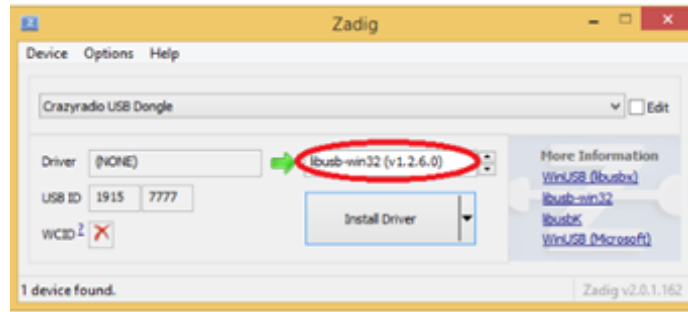 Zadig
Device Options Help
Crazyradio USB Dongle
Edit
Driver (NONE)
libusb-win32 (v1.2.6.0)
USB ID 1915 7777
WCID ?
Install Driver
More Information
WinUSB (libusbx)
libusb-win32
libusbK
WinUSB (Microsoft)
1 device found.
Zadig v2.0.1.162